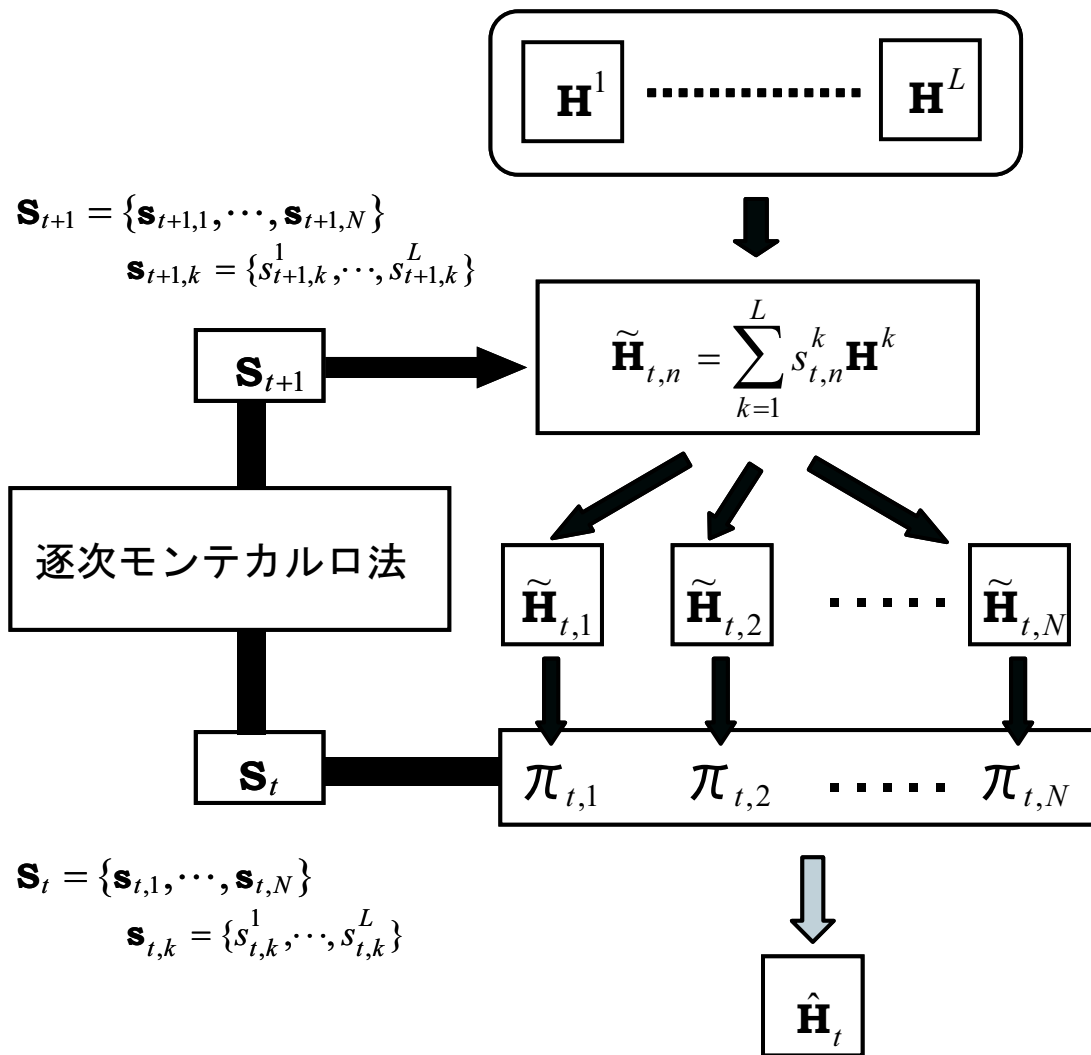 H^1 ··············· H^L
S_{t+1} = {s_{t+1,1},⋯,s_{t+1,N}}
s_{t+1,k} = {s^1_{t+1,k},⋯,s^L_{t+1,k}}
S_{t+1}
H̃_{t,n} = ∑_{k=1}^{L} s^k_{t,n} H^k
逐次モンテカルロ法
H̃_{t,1} H̃_{t,2} ····· H̃_{t,N}
S_t
π_{t,1} π_{t,2} ····· π_{t,N}
S_t = {s_{t,1},⋯,s_{t,N}}
s_{t,k} = {s^1_{t,k},⋯,s^L_{t,k}}
Ĥ_t